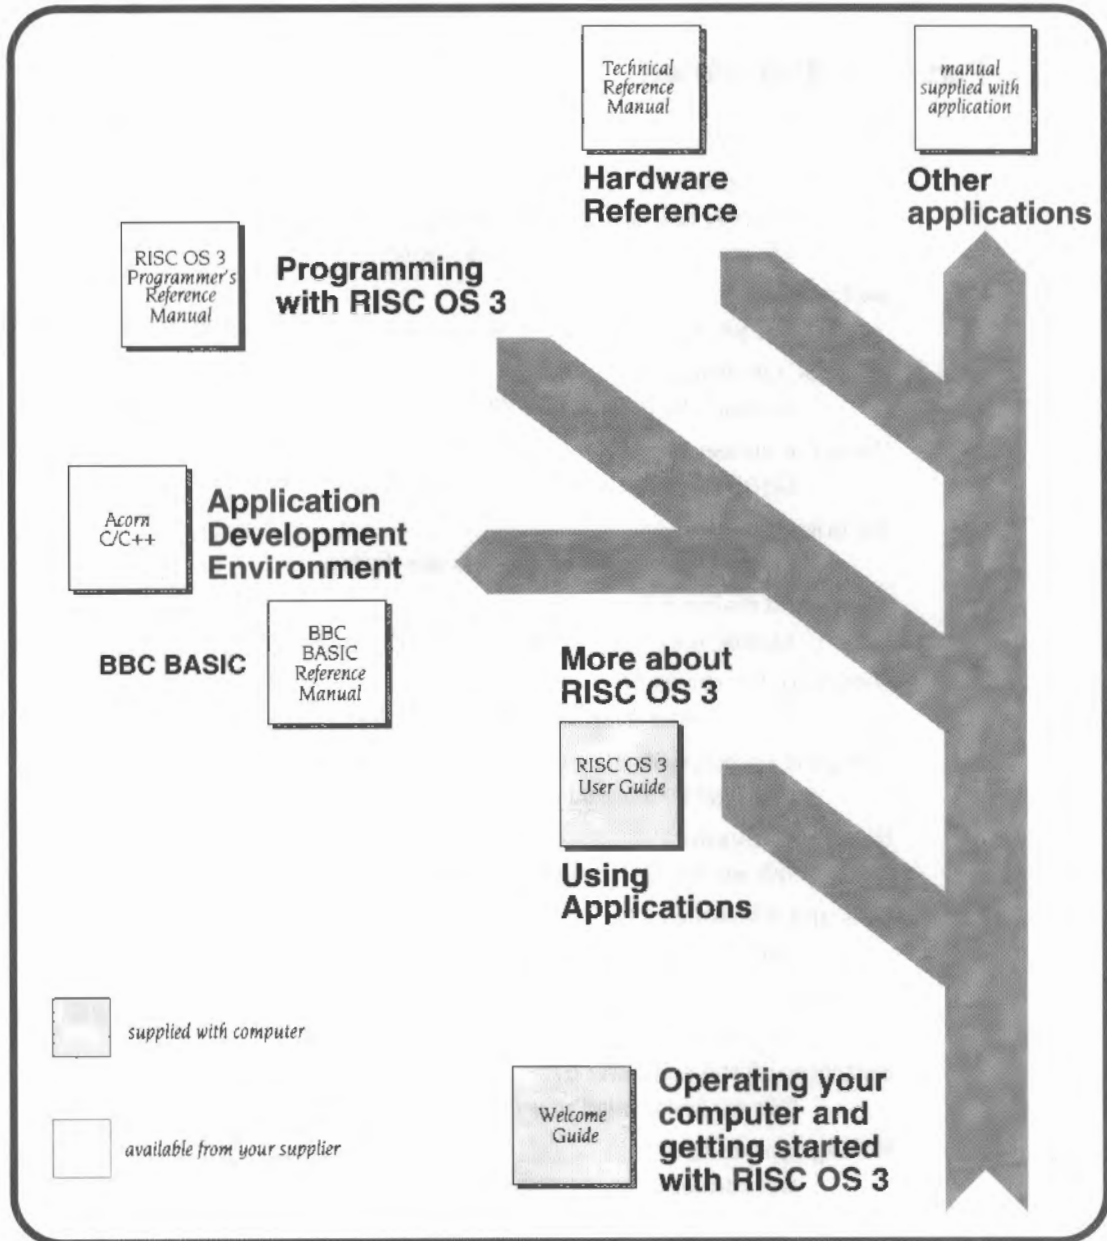 Technical
Reference
Manual
Hardware
Reference
manual
supplied with
application
Other
applications
RISC OS 3
Programmer's
Reference
Manual
Programming
with RISC OS 3
Acorn
C/C++
Application
Development
Environment
BBC BASIC
BBC
BASIC
Reference
Manual
More about
RISC OS 3
RISC OS 3
User Guide
Using
Applications
supplied with computer
available from your supplier
Welcome
Guide
Operating your
computer and
getting started
with RISC OS 3